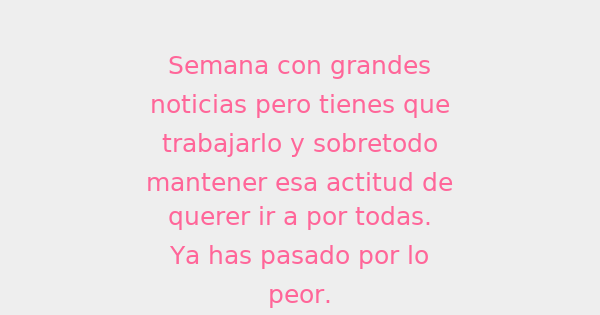 Semana con grandes
noticias pero tienes que
trabajarlo y sobretodo
mantener esa actitud de
querer ir a por todas.
Ya has pasado por lo
peor.